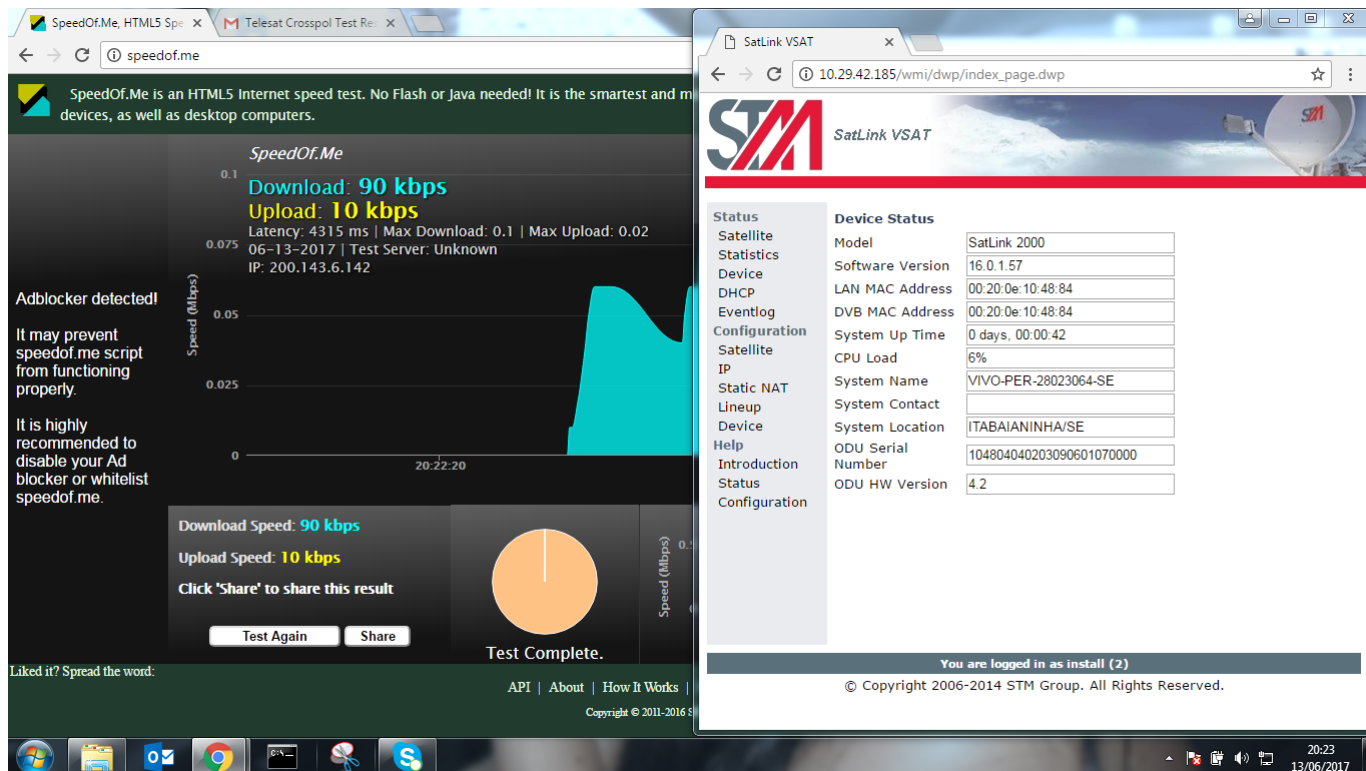 SpeedOf.Me, HTML5 Spe
Telesat Crosspol Test Res
speedof.me
SpeedOf.Me is an HTML5 Internet speed test. No Flash or Java needed! It is the smartest and m
devices, as well as desktop computers.
SpeedOf.Me
Download: 90 kbps
Upload: 10 kbps
Latency: 4315 ms | Max Download: 0.1 | Max Upload: 0.02
06-13-2017 | Test Server: Unknown
IP: 200.143.6.142
0.1
0.075
0.05
0.025
0
Speed (Mbps)
20:22:20
Adblocker detected!
It may prevent
speedof.me script
from functioning
properly.
It is highly
recommended to
disable your Ad
blocker or whitelist
speedof.me.
Download Speed: 90 kbps
Upload Speed: 10 kbps
Click 'Share' to share this result
Test Again
Share
Test Complete.
Speed (Mbps)
Liked it? Spread the word:
API | About | How It Works |
Copyright © 2011-2016 S
SatLink VSAT
10.29.42.185/wmi/dwp/index_page.dwp
STM
SatLink VSAT
STM
Status
Satellite
Statistics
Device
DHCP
Eventlog
Configuration
Satellite
IP
Static NAT
Lineup
Device
Help
Introduction
Status
Configuration
Device Status
Model SatLink 2000
Software Version 16.0.1.57
LAN MAC Address 00:20:0e:10:48:84
DVB MAC Address 00:20:0e:10:48:84
System Up Time 0 days, 00:00:42
CPU Load 6%
System Name VIVO-PER-28023064-SE
System Contact
System Location ITABAIANINHA/SE
ODU Serial
Number 104804040203090601070000
ODU HW Version 4.2
You are logged in as install (2)
© Copyright 2006-2014 STM Group. All Rights Reserved.
20:23
13/06/2017